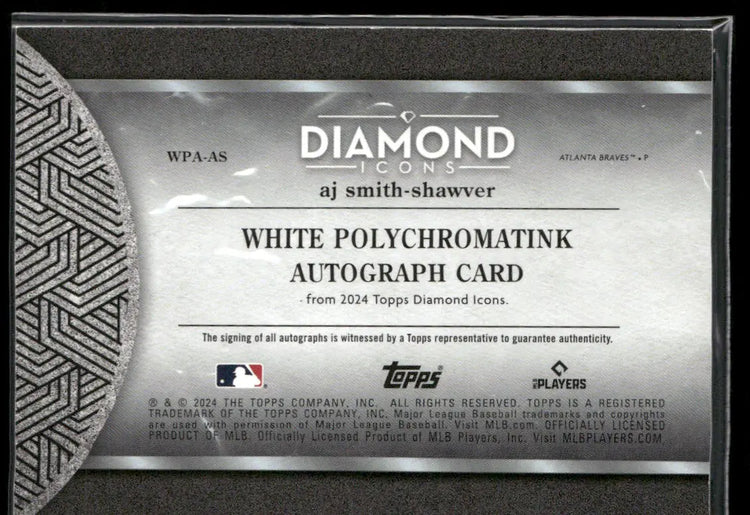 DIAMOND
ICONS
WPA-AS
ATLANTA BRAVES™ • P
aj smith-shawver
WHITE POLYCHROMATINK
AUTOGRAPH CARD
from 2024 Topps Diamond Icons.
The signing of all autographs is witnessed by a Topps representative to guarantee authenticity.
topps®
MLB PLAYERS
® & © 2024 THE TOPPS COMPANY, INC. ALL RIGHTS RESERVED. TOPPS IS A REGISTERED
TRADEMARK OF THE TOPPS COMPANY, INC. Major League Baseball trademarks and copyrights
are used with permission of Major League Baseball. Visit MLB.com. OFFICIALLY LICENSED
PRODUCT OF MLB. Officially Licensed Product of MLB Players, Inc. Visit MLBPLAYERS.COM.